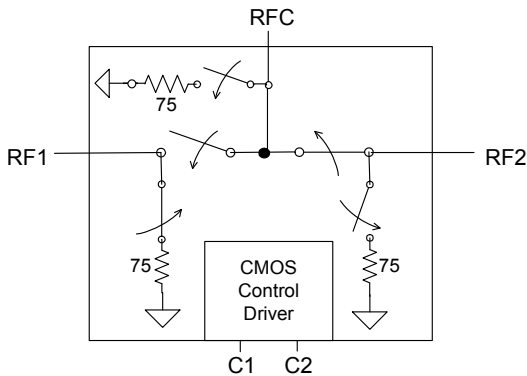 RFC
75
RF1
RF2
75
75
CMOS
Control
Driver
C1 C2